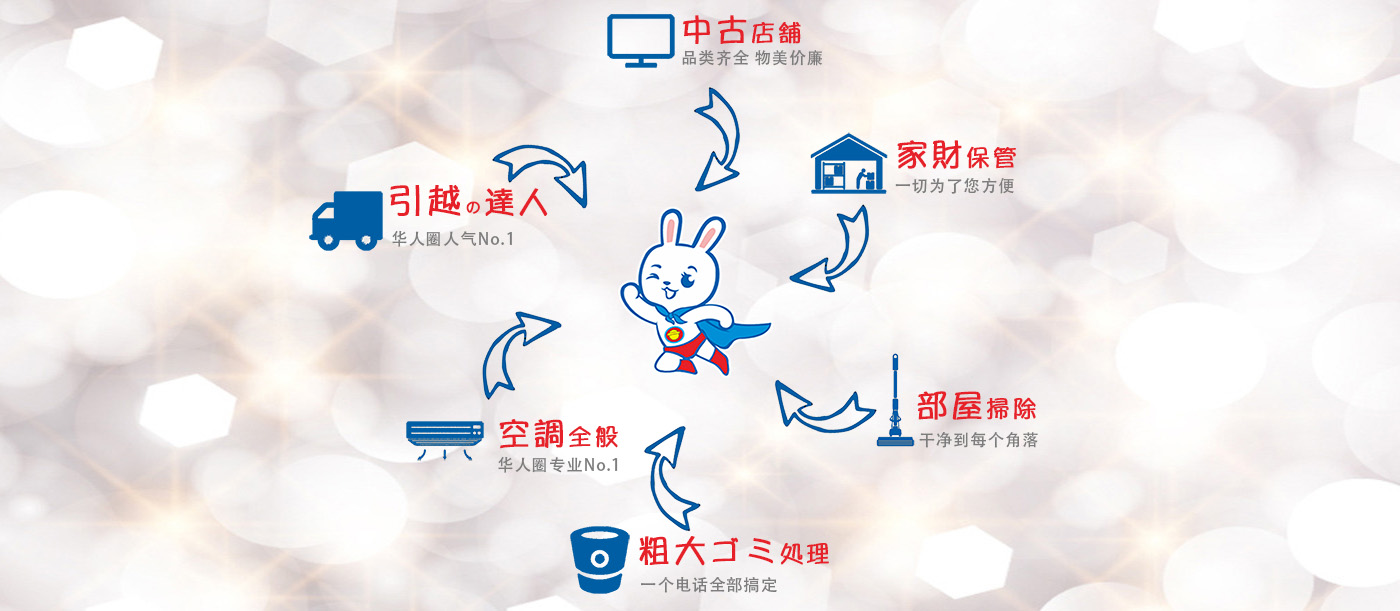 中古店舗
品类齐全 物美价廉
家財保管
一切为了您方便
引越の達人
华人圈人气No.1
部屋掃除
干净到每个角落
空調全般
华人圈专业No.1
粗大ゴミ処理
一个电话全部搞定